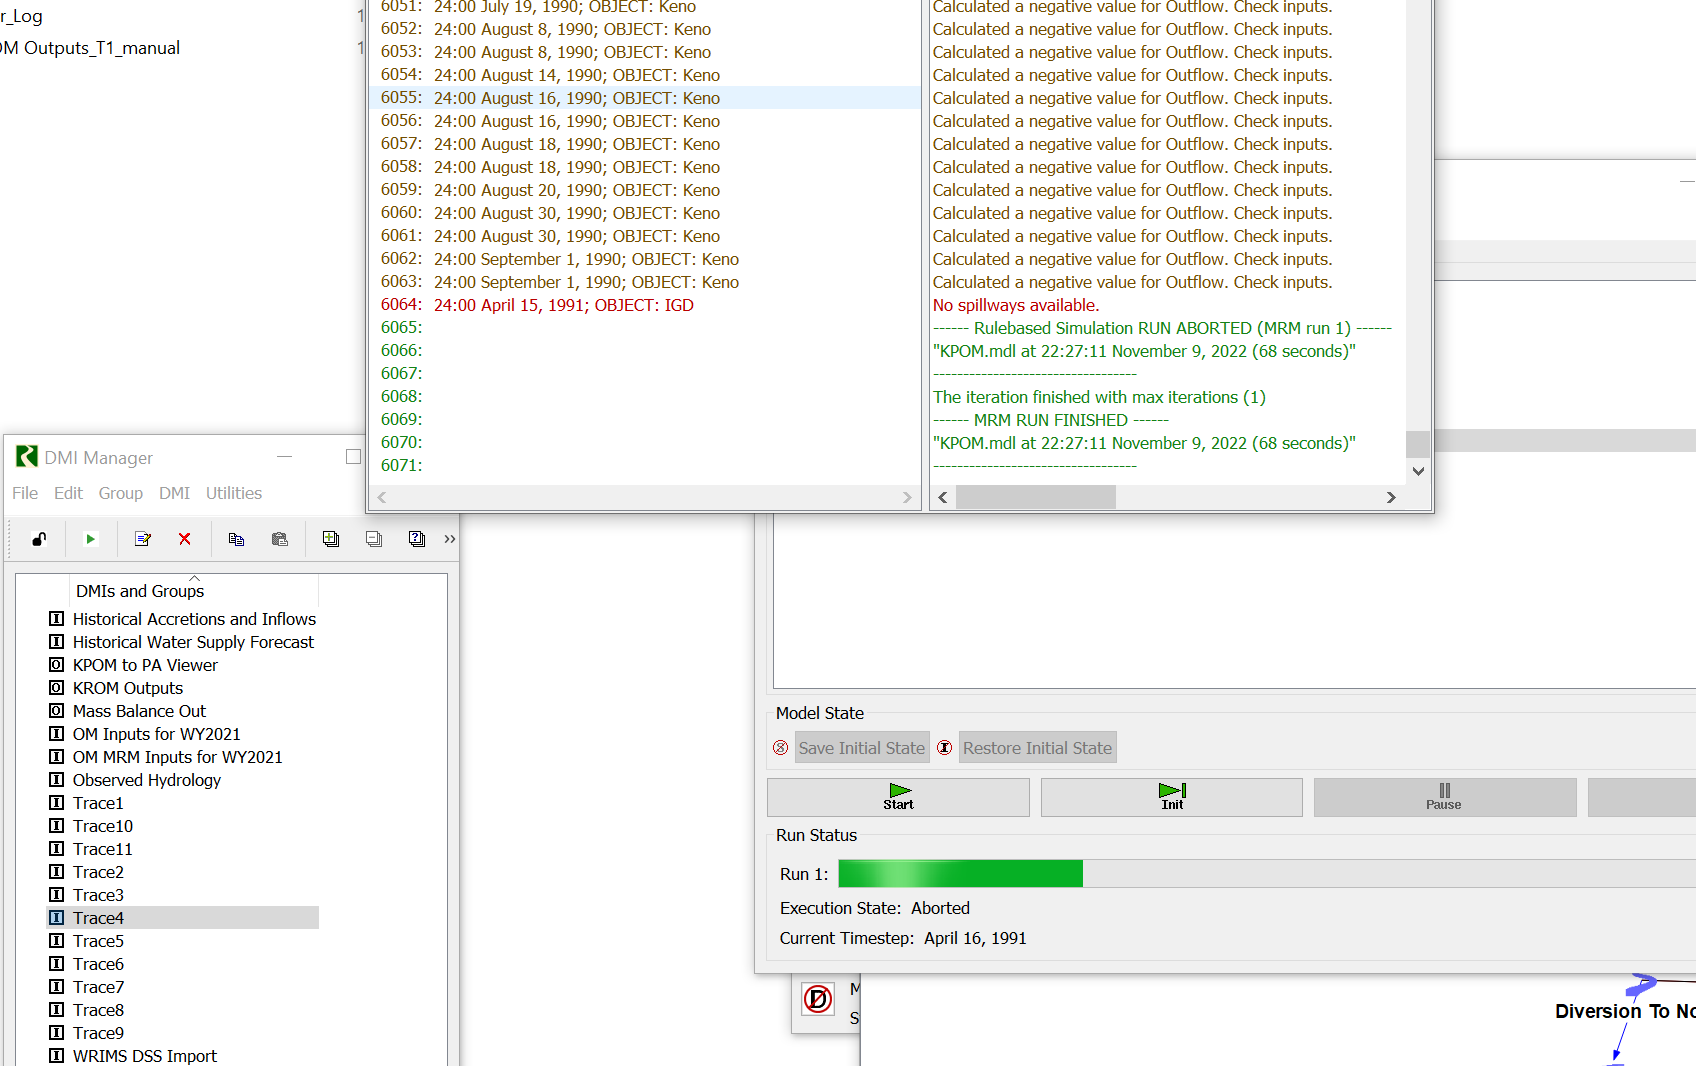 r_Log
1
OM Outputs_T1_manual
1
6051: 24:00 July 19, 1990; OBJECT: Keno Calculated a negative value for Outflow. Check inputs.
6052: 24:00 August 8, 1990; OBJECT: Keno Calculated a negative value for Outflow. Check inputs.
6053: 24:00 August 8, 1990; OBJECT: Keno Calculated a negative value for Outflow. Check inputs.
6054: 24:00 August 14, 1990; OBJECT: Keno Calculated a negative value for Outflow. Check inputs.
6055: 24:00 August 16, 1990; OBJECT: Keno Calculated a negative value for Outflow. Check inputs.
6056: 24:00 August 16, 1990; OBJECT: Keno Calculated a negative value for Outflow. Check inputs.
6057: 24:00 August 18, 1990; OBJECT: Keno Calculated a negative value for Outflow. Check inputs.
6058: 24:00 August 18, 1990; OBJECT: Keno Calculated a negative value for Outflow. Check inputs.
6059: 24:00 August 20, 1990; OBJECT: Keno Calculated a negative value for Outflow. Check inputs.
6060: 24:00 August 30, 1990; OBJECT: Keno Calculated a negative value for Outflow. Check inputs.
6061: 24:00 August 30, 1990; OBJECT: Keno Calculated a negative value for Outflow. Check inputs.
6062: 24:00 September 1, 1990; OBJECT: Keno Calculated a negative value for Outflow. Check inputs.
6063: 24:00 September 1, 1990; OBJECT: Keno Calculated a negative value for Outflow. Check inputs.
6064: 24:00 April 15, 1991; OBJECT: IGD No spillways available.
6065: ------ Rulebased Simulation RUN ABORTED (MRM run 1) ------
6066: "KPOM.mdl at 22:27:11 November 9, 2022 (68 seconds)"
6067: ----------------------------------
6068: The iteration finished with max iterations (1)
6069: ------ MRM RUN FINISHED ------
6070: "KPOM.mdl at 22:27:11 November 9, 2022 (68 seconds)"
6071: ----------------------------------
DMI Manager
File Edit Group DMI Utilities
DMIs and Groups
I Historical Accretions and Inflows
I Historical Water Supply Forecast
O KPOM to PA Viewer
O KROM Outputs
O Mass Balance Out
I OM Inputs for WY2021
I OM MRM Inputs for WY2021
I Observed Hydrology
I Trace1
I Trace10
I Trace11
I Trace2
I Trace3
I Trace4
I Trace5
I Trace6
I Trace7
I Trace8
I Trace9
I WRIMS DSS Import
Model State
S Save Initial State I Restore Initial State
Start Init Pause
Run Status
Run 1:
Execution State: Aborted
Current Timestep: April 16, 1991
D M
S
Diversion To No